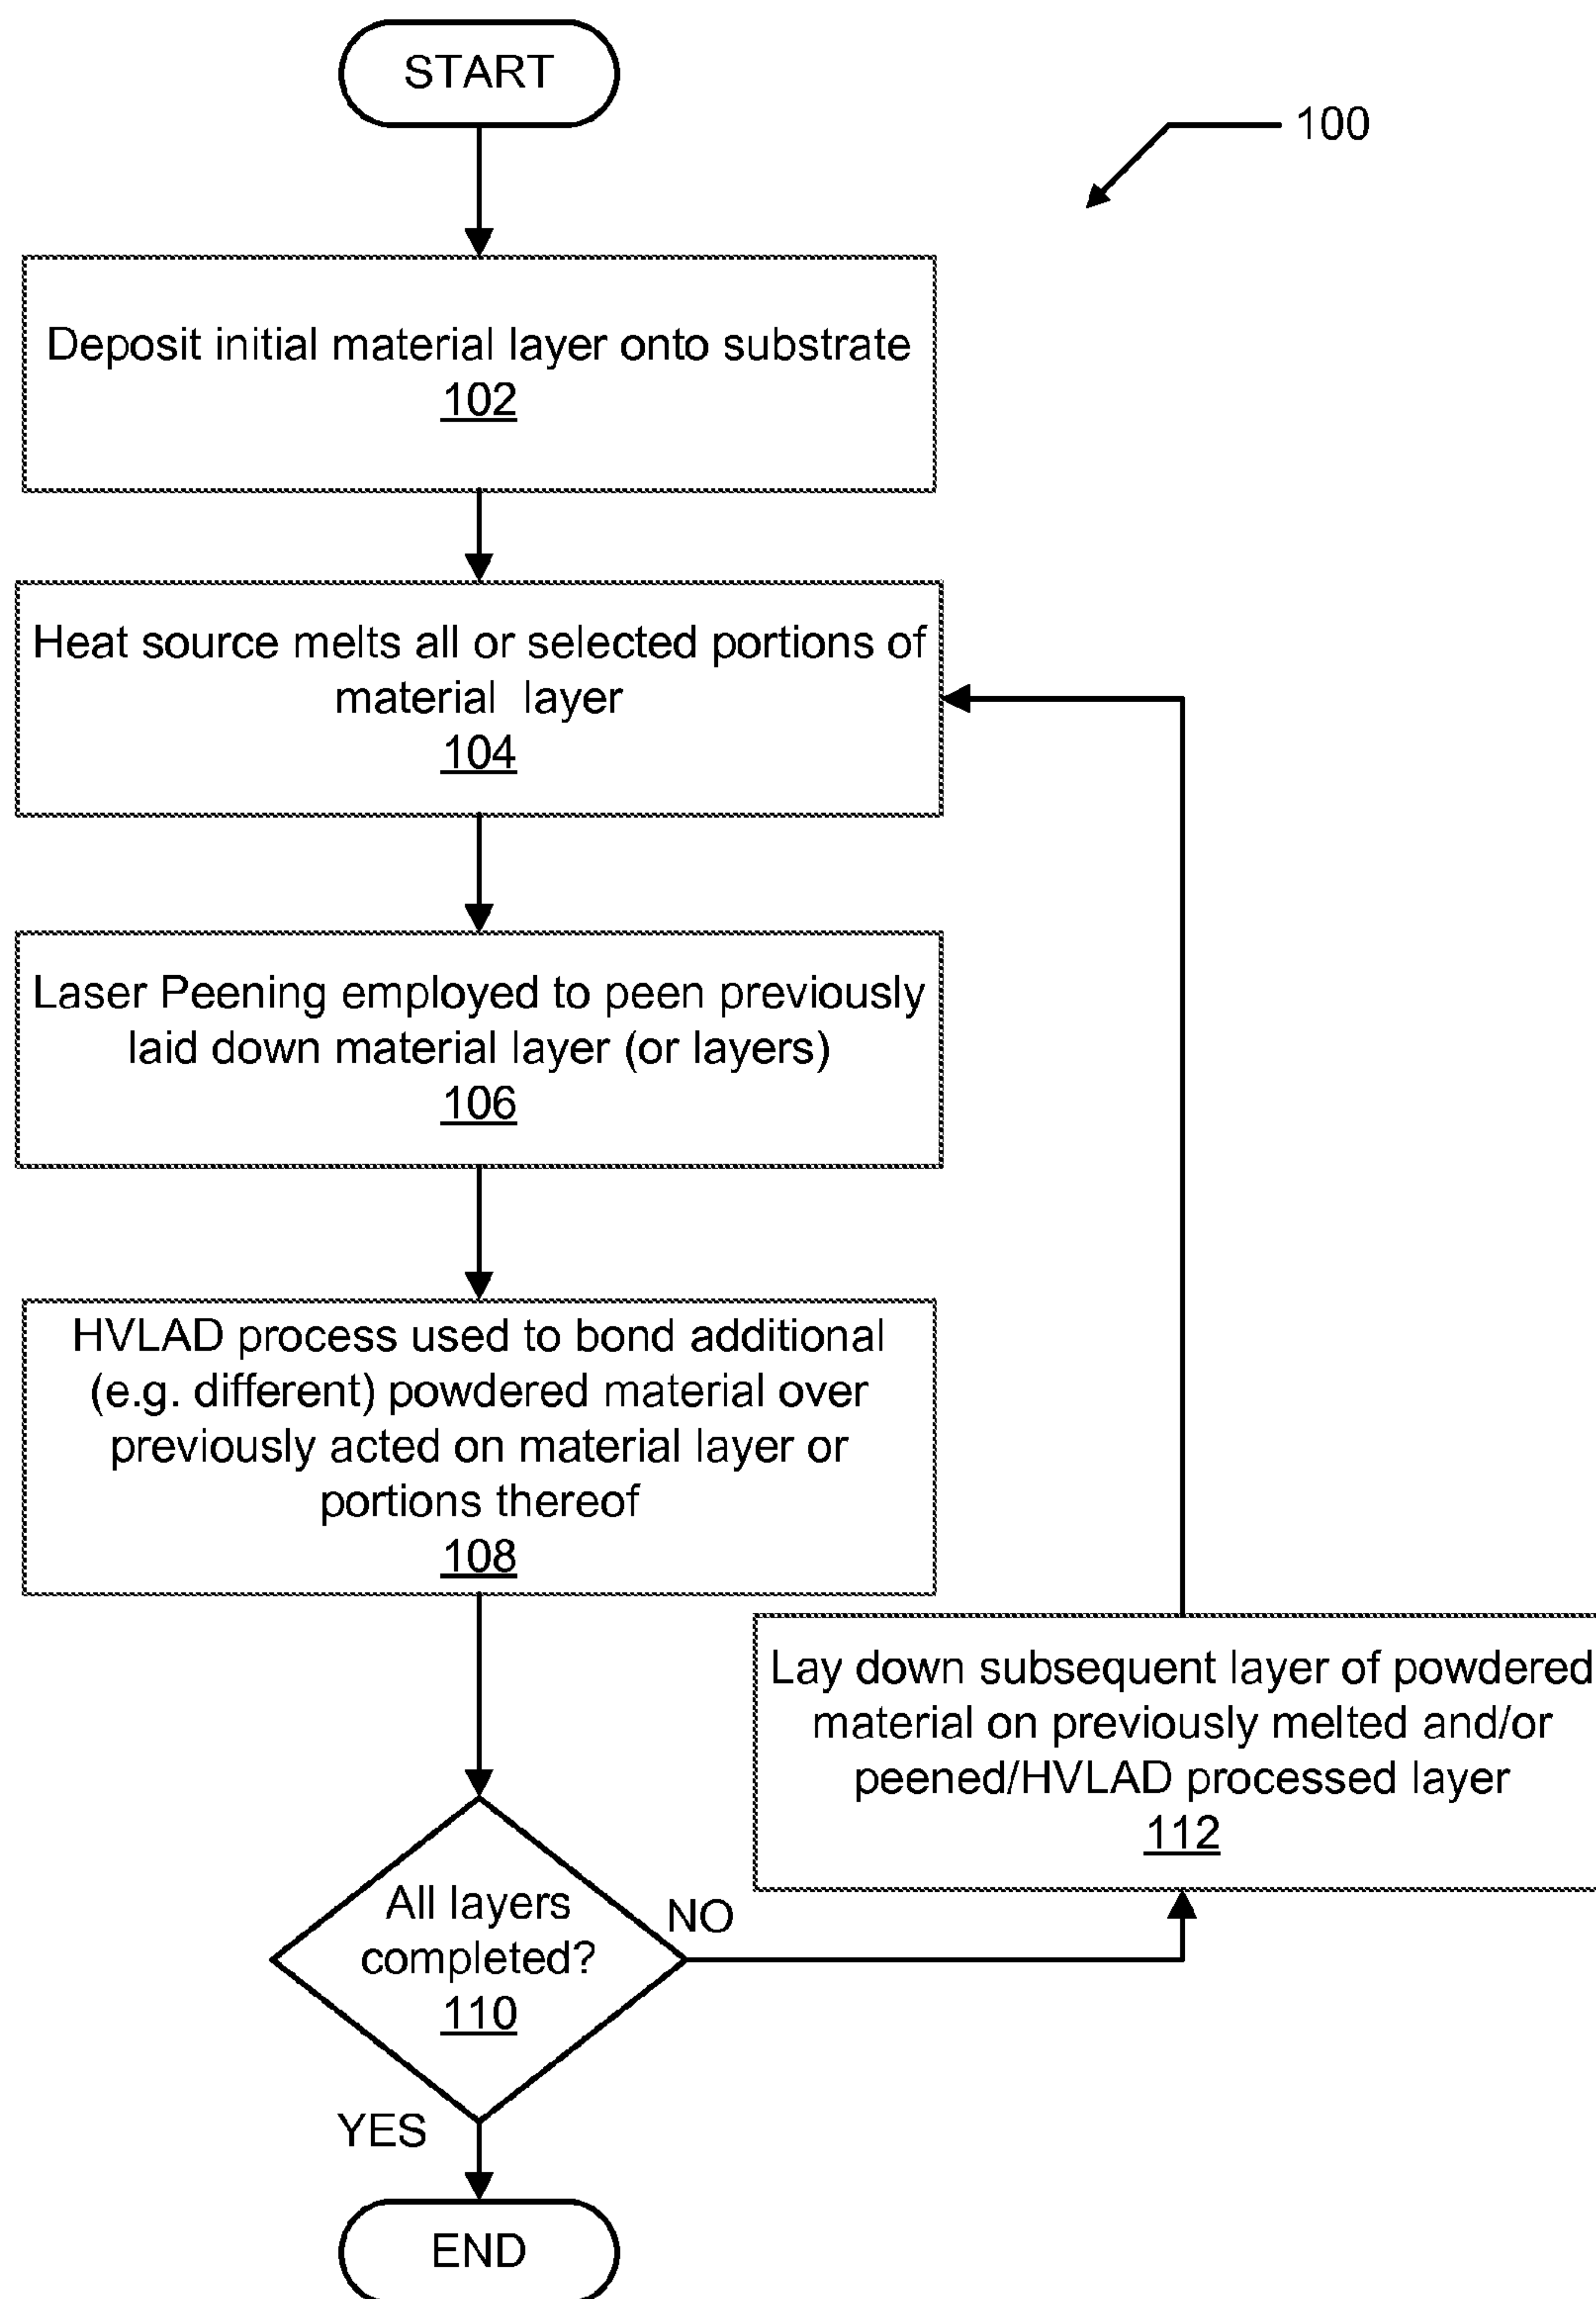 START
100
Deposit initial material layer onto substrate
102
Heat source melts all or selected portions of
material layer
104
Laser Peening employed to peen previously
laid down material layer (or layers)
106
HVLAD process used to bond additional
(e.g. different) powdered material over
previously acted on material layer or
portions thereof
108
Lay down subsequent layer of powdered
material on previously melted and/or
peened/HVLAD processed layer
112
All layers
completed?
110
NO
YES
END